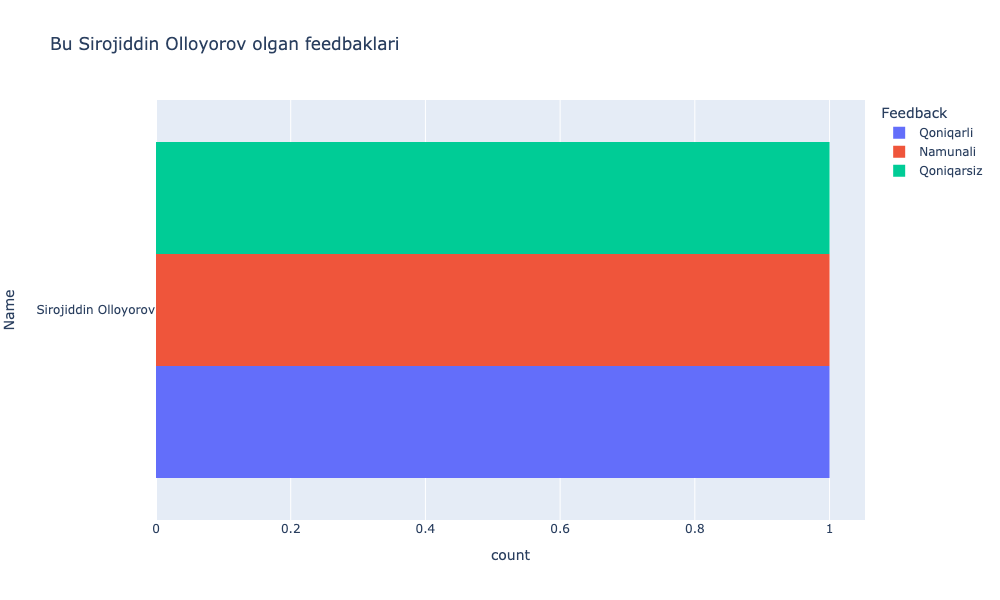 Bu Sirojiddin Olloyorov olgan feedbaklari
Feedback
Qoniqarli
Namunali
Qoniqarsiz
Name
Sirojiddin Olloyorov
0 0.2 0.4 0.6 0.8 1
count